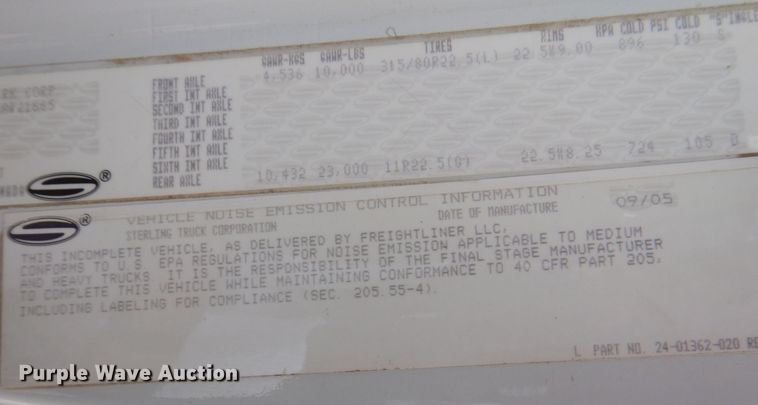 GAWR-KGS GAWR-LBS TIRES RIMS KPA COLD PSI COLD "S"INGLE
FRONT AXLE 4,536 10,000 315/80R22.5(L) 22.5X9.00 896 130 S
FIRST INT AXLE
SECOND INT AXLE
THIRD INT AXLE
FOURTH INT AXLE
FIFTH INT AXLE
SIXTH INT AXLE
REAR AXLE 10,432 23,000 11R22.5(G) 22.5X8.25 724 105 D
RK CORP
®
®
VEHICLE NOISE EMISSION CONTROL INFORMATION
STERLING TRUCK CORPORATION DATE OF MANUFACTURE 09/05
THIS INCOMPLETE VEHICLE, AS DELIVERED BY FREIGHTLINER LLC,
CONFORMS TO U.S. EPA REGULATIONS FOR NOISE EMISSION APPLICABLE TO MEDIUM
AND HEAVY TRUCKS. IT IS THE RESPONSIBILITY OF THE FINAL STAGE MANUFACTURER
TO COMPLETE THIS VEHICLE WHILE MAINTAINING CONFORMANCE TO 40 CFR PART 205,
INCLUDING LABELING FOR COMPLIANCE (SEC. 205.55-4).
L PART NO. 24-01362-020 RE
Purple Wave Auction